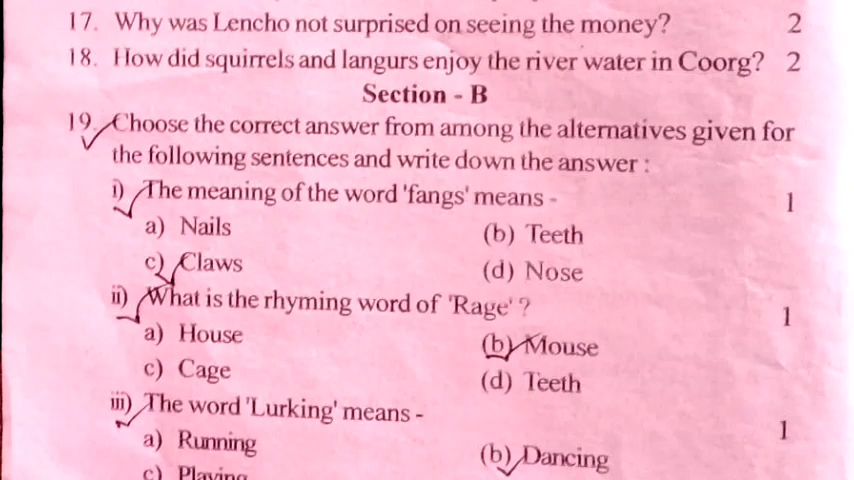 17. Why was Lencho not surprised on seeing the money? 2
18. How did squirrels and langurs enjoy the river water in Coorg? 2
Section - B
19. Choose the correct answer from among the alternatives given for
the following sentences and write down the answer :
i) The meaning of the word 'fangs' means - 1
a) Nails (b) Teeth
c) Claws (d) Nose
ii) What is the rhyming word of 'Rage' ? 1
a) House (b) Mouse
c) Cage (d) Teeth
iii) The word 'Lurking' means - 1
a) Running (b) Dancing
c) Playing